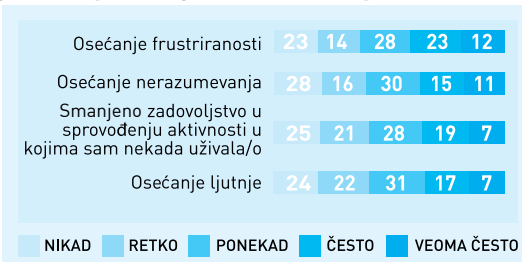 Osećanje frustriranosti 23 14 28 23 12
Osećanje nerazumevanja 28 16 30 15 11
Smanjeno zadovoljstvo u
sprovođenju aktivnosti u
kojima sam nekada uživala/o 25 21 28 19 7
Osećanje ljutnje 24 22 31 17 7
NIKAD RETKO PONEKAD ČESTO VEOMA ČESTO